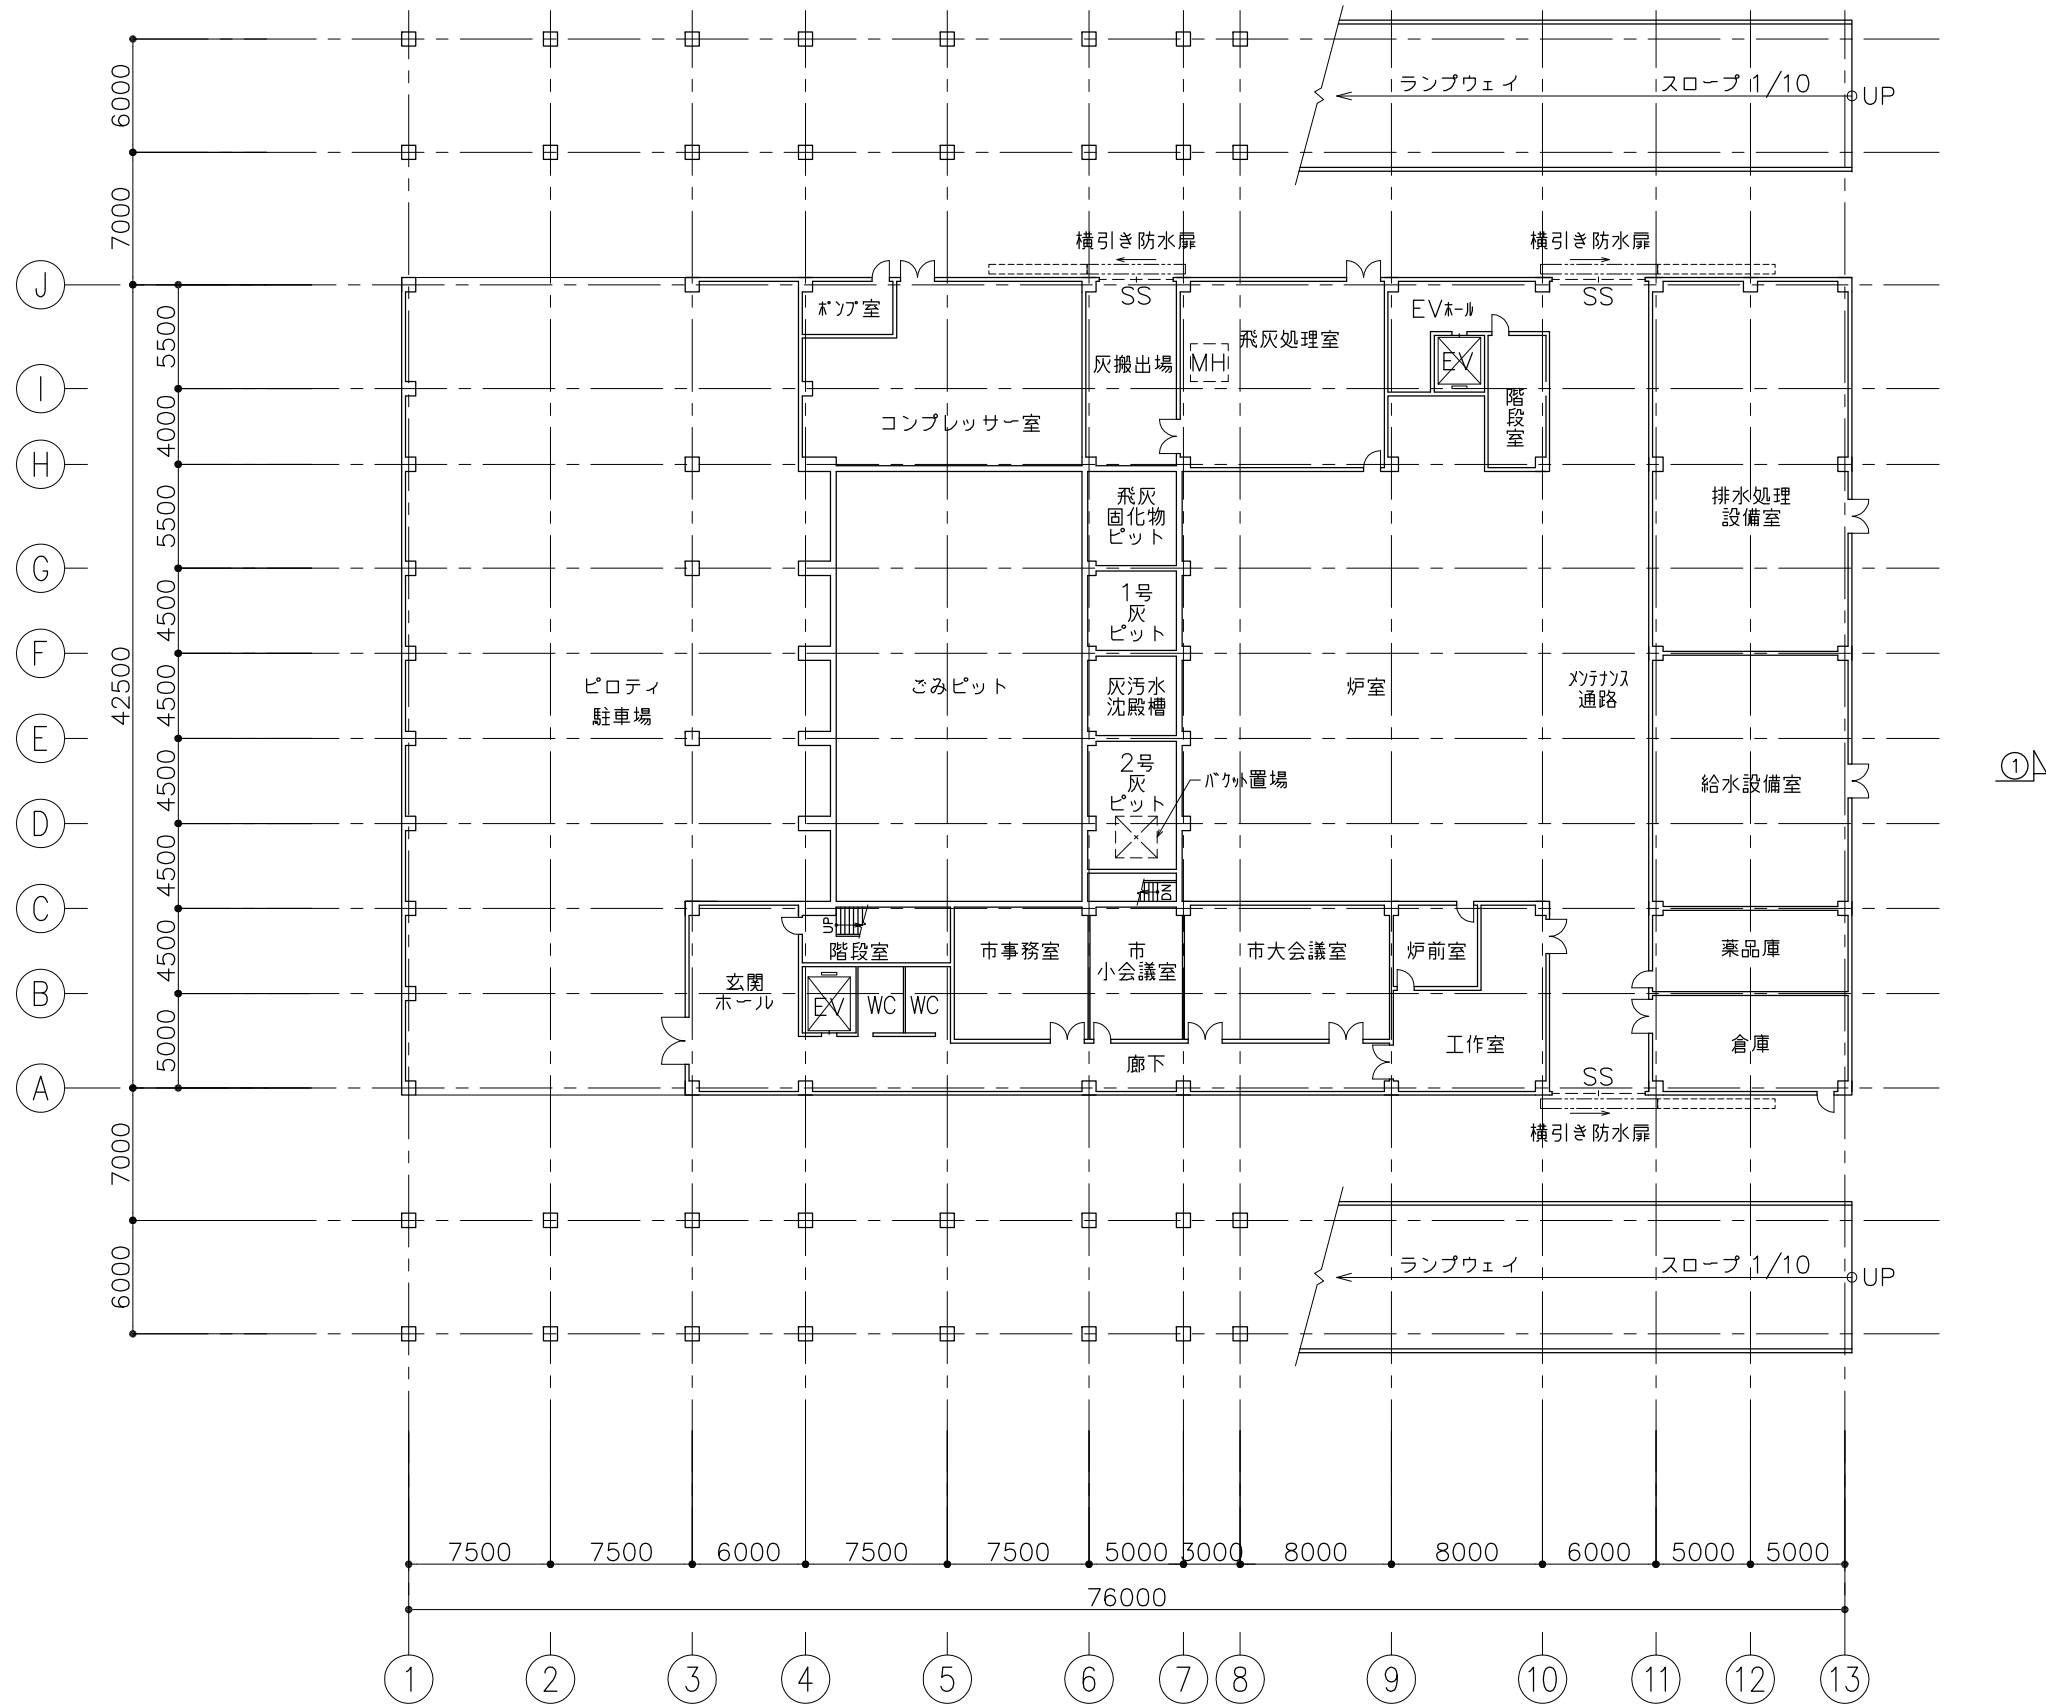 6000
ランプウェイ スロープ 1/10
UP
7000
横引き防水扉 横引き防水扉
J
SS SS
5500
ポンプ室
EVホール
飛灰処理室
灰搬出場
MH
EV
I
4000
コンプレッサー室
階
段
室
H
5500
飛灰
固化物
ピット
排水処理
設備室
G
4500
1号
灰
ピット
F
42500
4500
ピロティ
駐車場
ごみピット
灰汚水
沈殿槽
炉室
メンテナンス
通路
E
4500
2号
灰
ピット
バケット置場
給水設備室
①
D
4500
DN
C
4500
UP
階段室
市事務室
市
小会議室
市大会議室
炉前室
薬品庫
玄関
ホール
B
EV WC WC
5000
廊下
工作室
倉庫
A
SS
横引き防水扉
7000
6000
ランプウェイ スロープ 1/10
UP
7500 7500 6000 7500 7500 5000 3000 8000 8000 6000 5000 5000
76000
1 2 3 4 5 6 7 8 9 10 11 12 13